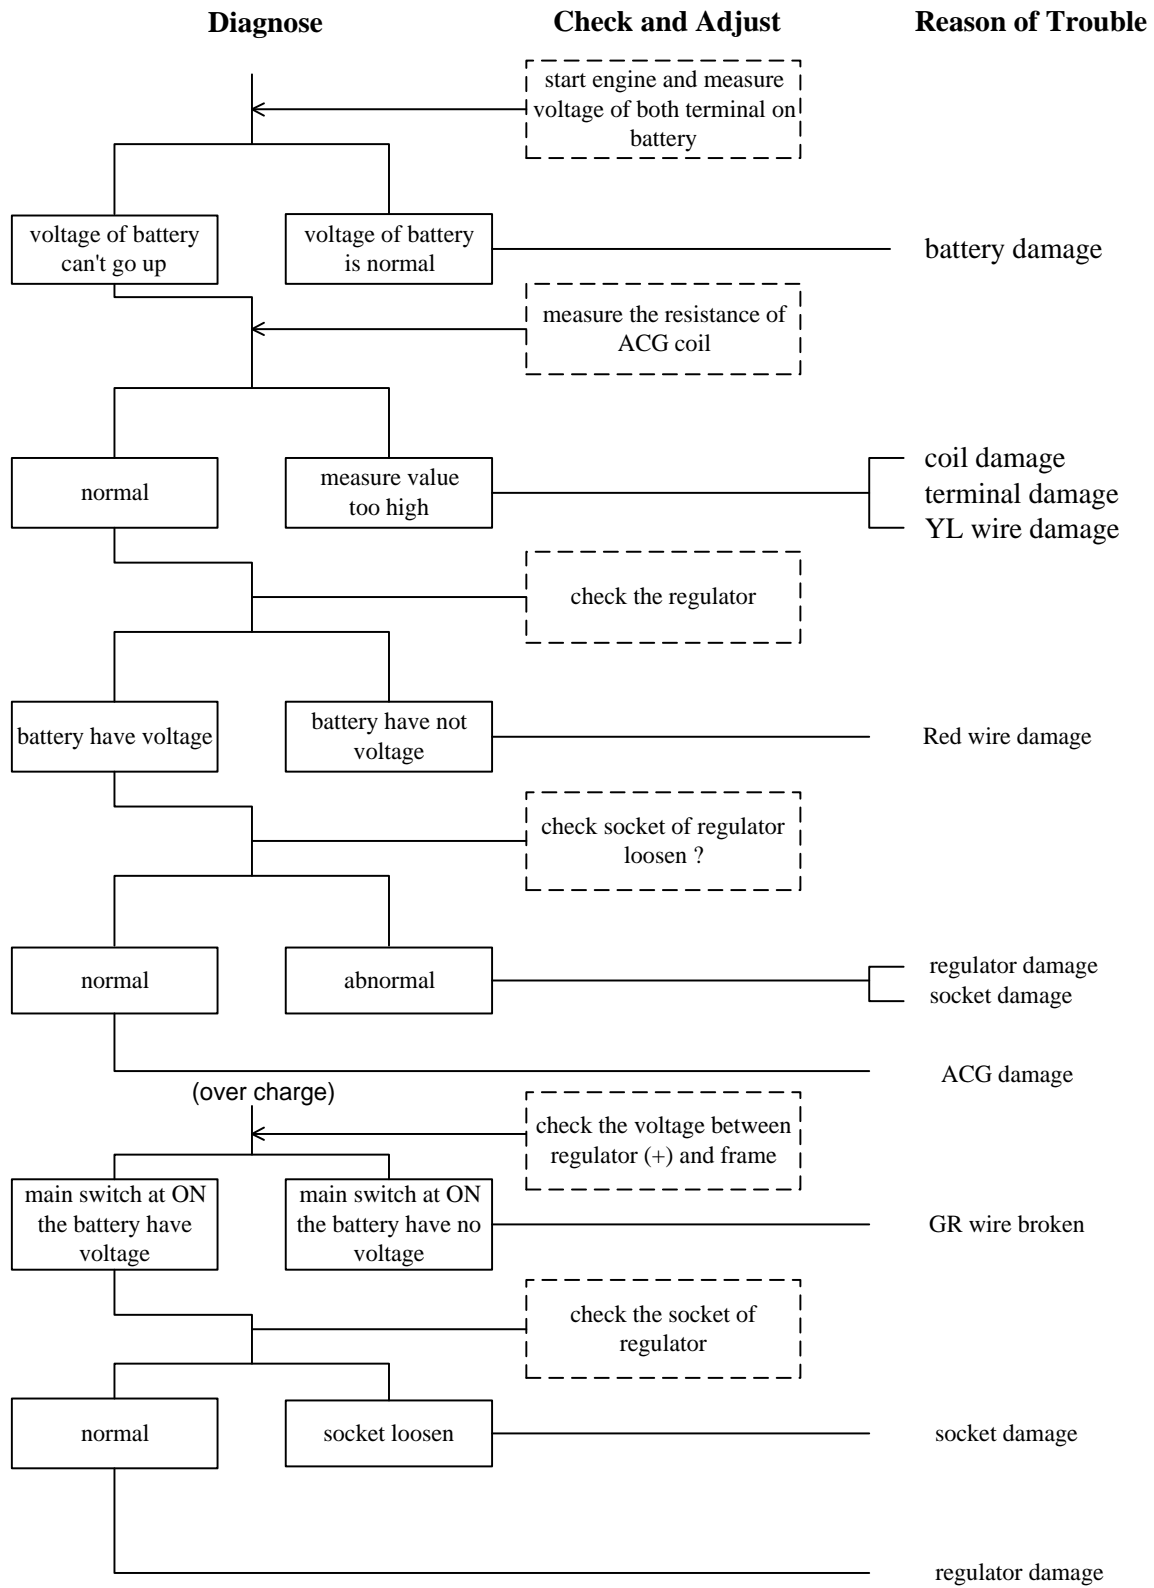 Diagnose
Check and Adjust
Reason of Trouble
start engine and measure
voltage of both terminal on
battery
voltage of battery
can't go up
voltage of battery
is normal
battery damage
measure the resistance of
ACG coil
normal
measure value
too high
coil damage
terminal damage
YL wire damage
check the regulator
battery have voltage
battery have not
voltage
Red wire damage
check socket of regulator
loosen ?
normal
abnormal
regulator damage
socket damage
ACG damage
(over charge)
check the voltage between
regulator (+) and frame
main switch at ON
the battery have
voltage
main switch at ON
the battery have no
voltage
GR wire broken
check the socket of
regulator
normal
socket loosen
socket damage
regulator damage